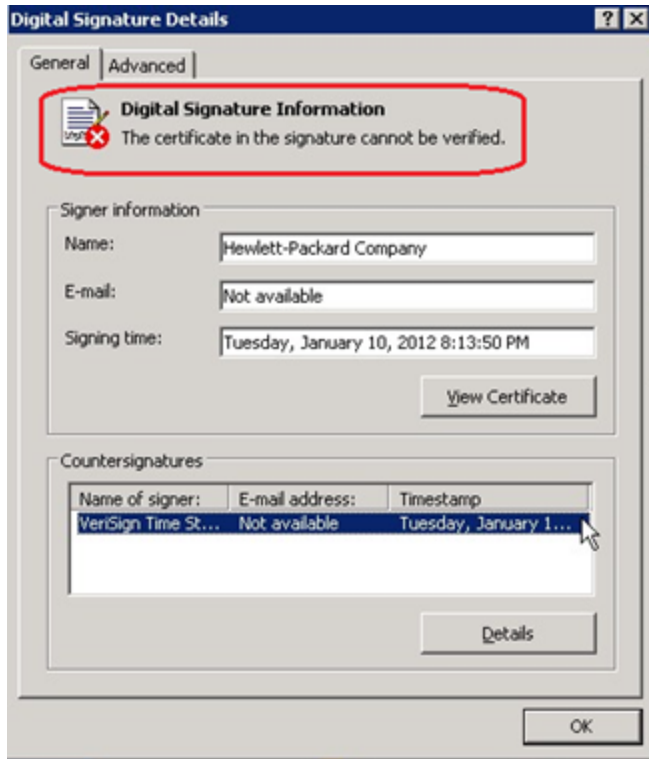 Digital Signature Details
General
Advanced
Digital Signature Information
The certificate in the signature cannot be verified.
Signer information
Name:
Hewlett-Packard Company
E-mail:
Not available
Signing time:
Tuesday, January 10, 2012 8:13:50 PM
View Certificate
Countersignatures
Name of signer: E-mail address: Timestamp
VeriSign Time St... Not available Tuesday, January 1...
Details
OK